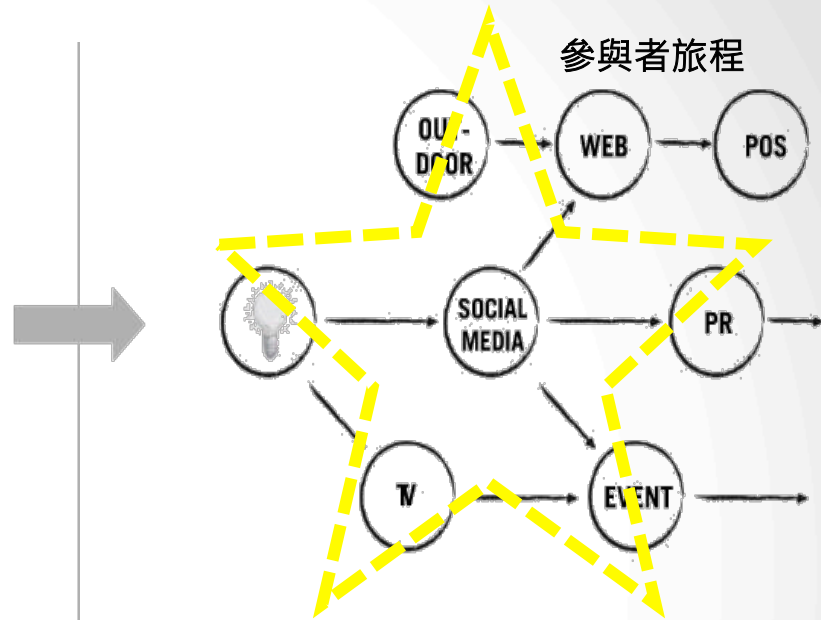 參與者旅程
OUT-
DOOR
WEB
POS
SOCIAL
MEDIA
PR
TV
EVENT